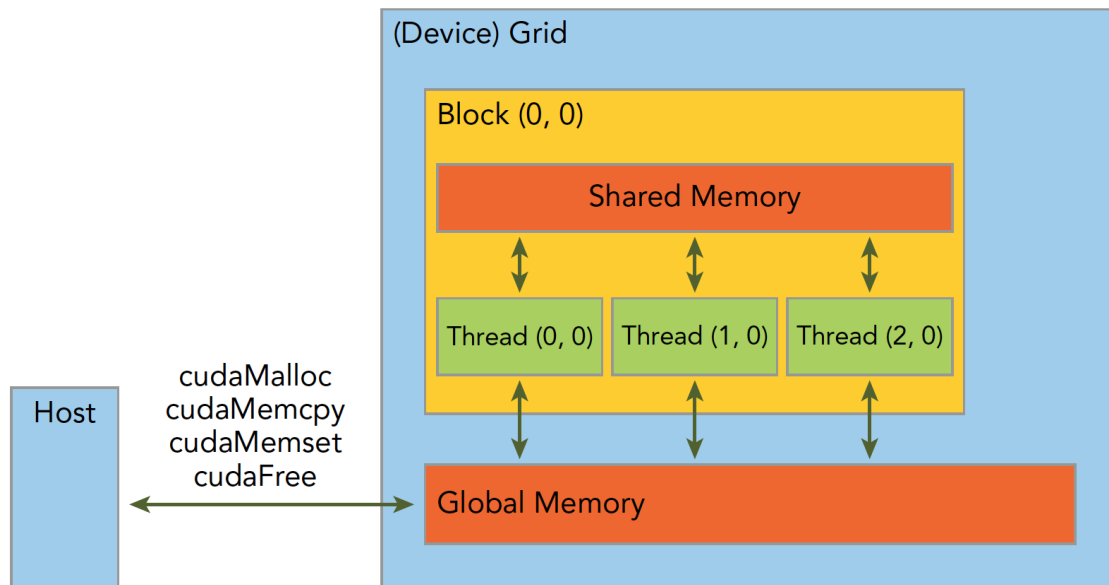 (Device) Grid
Block (0, 0)
Shared Memory
Thread (0, 0)
Thread (1, 0)
Thread (2, 0)
cudaMalloc
cudaMemcpy
cudaMemset
cudaFree
Host
Global Memory